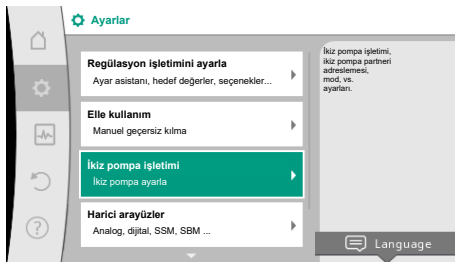 Ayarlar
Regülasyon işletimini ayarla
Ayar asistanı, hedef değerler, seçenekler...
Elle kullanım
Manuel geçersiz kılma
İkiz pompa işletimi
İkiz pompa ayarla
Harici arayüzler
Analog, dijital, SSM, SBM ...
İkiz pompa işletimi,
ikiz pompa partneri
adreslemesi,
mod, vs.
ayarları.
Language